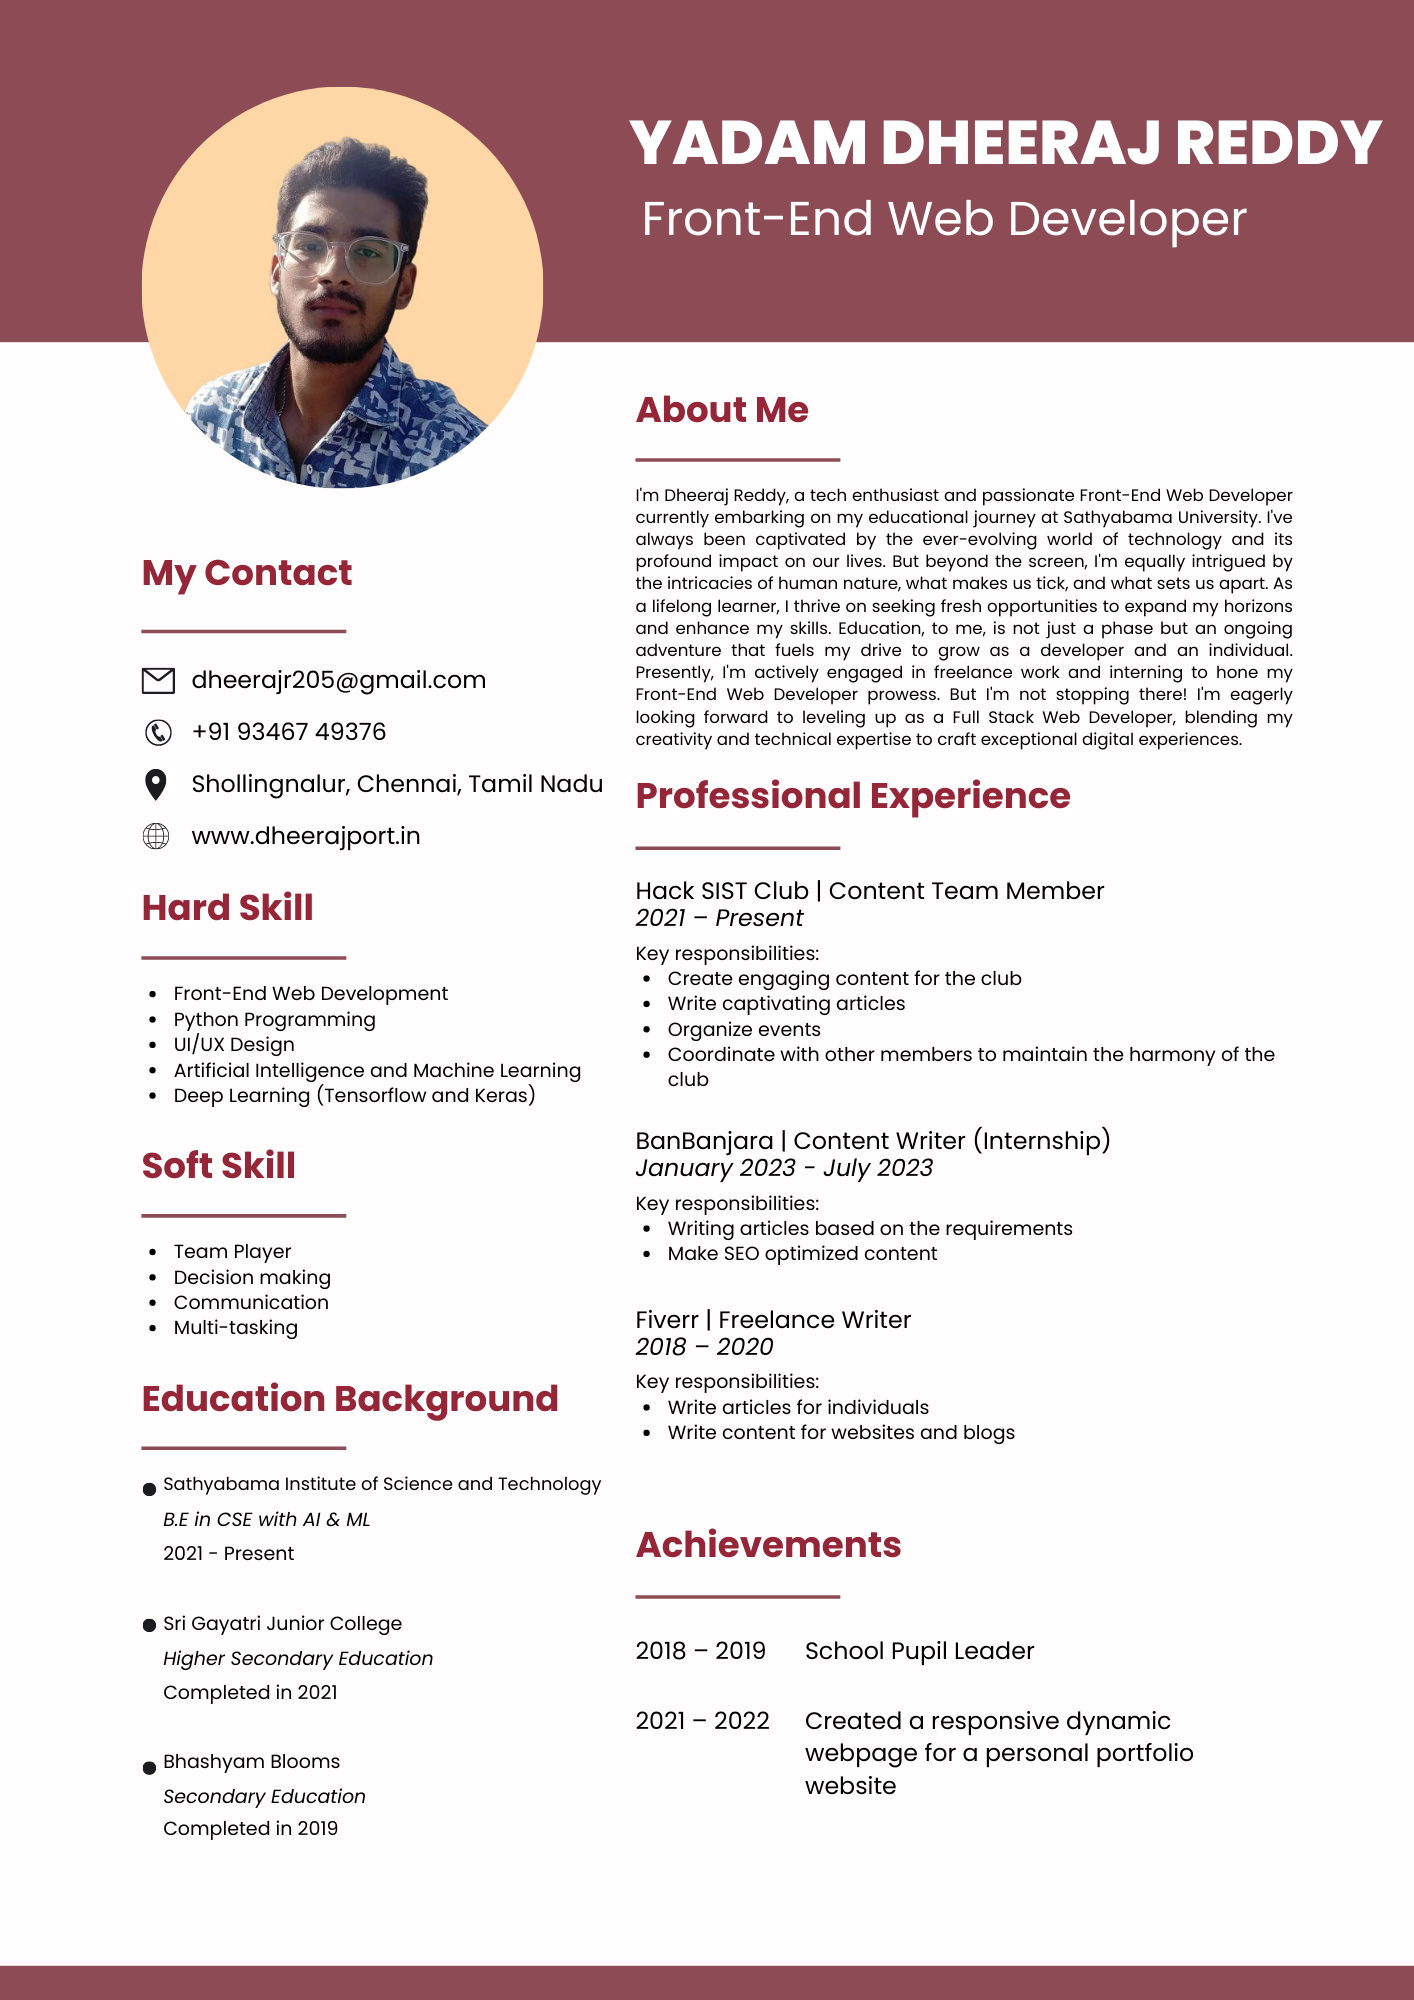 YADAM DHEERAJ REDDY
Front-End Web Developer
My Contact
dheerajr205@gmail.com
+91 93467 49376
Shollingnalur, Chennai, Tamil Nadu
www.dheerajport.in
Hard Skill
• Front-End Web Development
• Python Programming
• UI/UX Design
• Artificial Intelligence and Machine Learning
• Deep Learning (Tensorflow and Keras)
Soft Skill
• Team Player
• Decision making
• Communication
• Multi-tasking
Education Background
• Sathyabama Institute of Science and Technology
B.E in CSE with AI & ML
2021 - Present
• Sri Gayatri Junior College
Higher Secondary Education
Completed in 2021
• Bhashyam Blooms
Secondary Education
Completed in 2019
About Me
I'm Dheeraj Reddy, a tech enthusiast and passionate Front-End Web Developer
currently embarking on my educational journey at Sathyabama University. I've
always been captivated by the ever-evolving world of technology and its
profound impact on our lives. But beyond the screen, I'm equally intrigued by
the intricacies of human nature, what makes us tick, and what sets us apart. As
a lifelong learner, I thrive on seeking fresh opportunities to expand my horizons
and enhance my skills. Education, to me, is not just a phase but an ongoing
adventure that fuels my drive to grow as a developer and an individual.
Presently, I'm actively engaged in freelance work and interning to hone my
Front-End Web Developer prowess. But I'm not stopping there! I'm eagerly
looking forward to leveling up as a Full Stack Web Developer, blending my
creativity and technical expertise to craft exceptional digital experiences.
Professional Experience
Hack SIST Club | Content Team Member
2021 – Present
Key responsibilities:
• Create engaging content for the club
• Write captivating articles
• Organize events
• Coordinate with other members to maintain the harmony of the
club
BanBanjara | Content Writer (Internship)
January 2023 - July 2023
Key responsibilities:
• Writing articles based on the requirements
• Make SEO optimized content
Fiverr | Freelance Writer
2018 – 2020
Key responsibilities:
• Write articles for individuals
• Write content for websites and blogs
Achievements
2018 – 2019 School Pupil Leader
2021 – 2022 Created a responsive dynamic
webpage for a personal portfolio
website